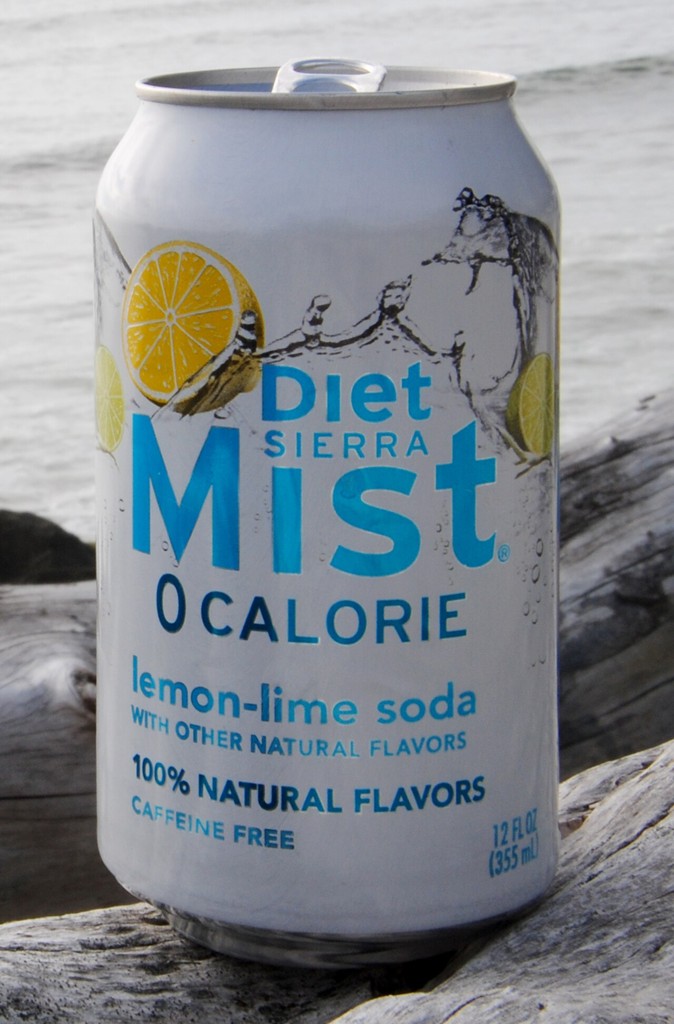 Diet
SIERRA
Mist®
0 CALORIE
lemon-lime soda
WITH OTHER NATURAL FLAVORS
100% NATURAL FLAVORS
CAFFEINE FREE
12 FL OZ
(355 mL)